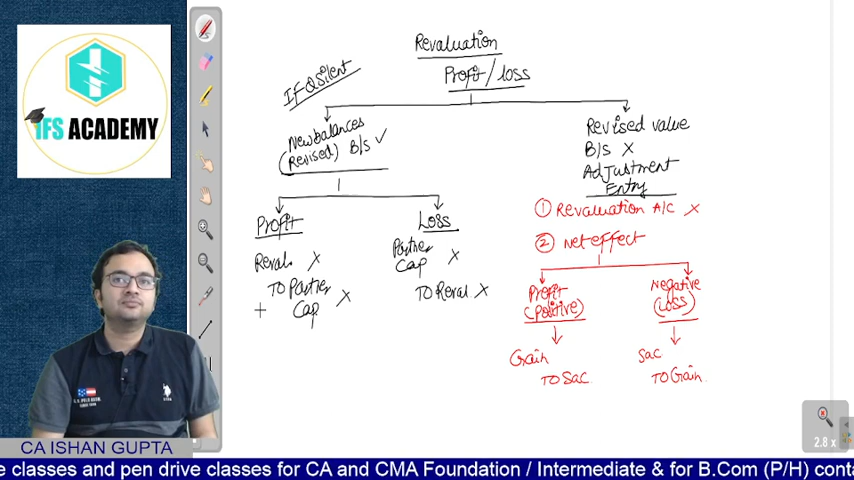 IFS ACADEMY
Revaluation
Profit/loss
If Q silent
New balances
(Revised) B/s ✓
Revised value
B/s X
Adjustment
Entry
Profit
Loss
Reval. X
To Partner
+ Cap X
Partner
Cap X
To Reval X
① Revaluation A/C X
② Net effect
Profit
(Positive)
Negative
(Loss)
Gain
To Sac
Sac
To Gain.
2.8 x
CA ISHAN GUPTA
e classes and pen drive classes for CA and CMA Foundation / Intermediate & for B.Com (P/H) conta